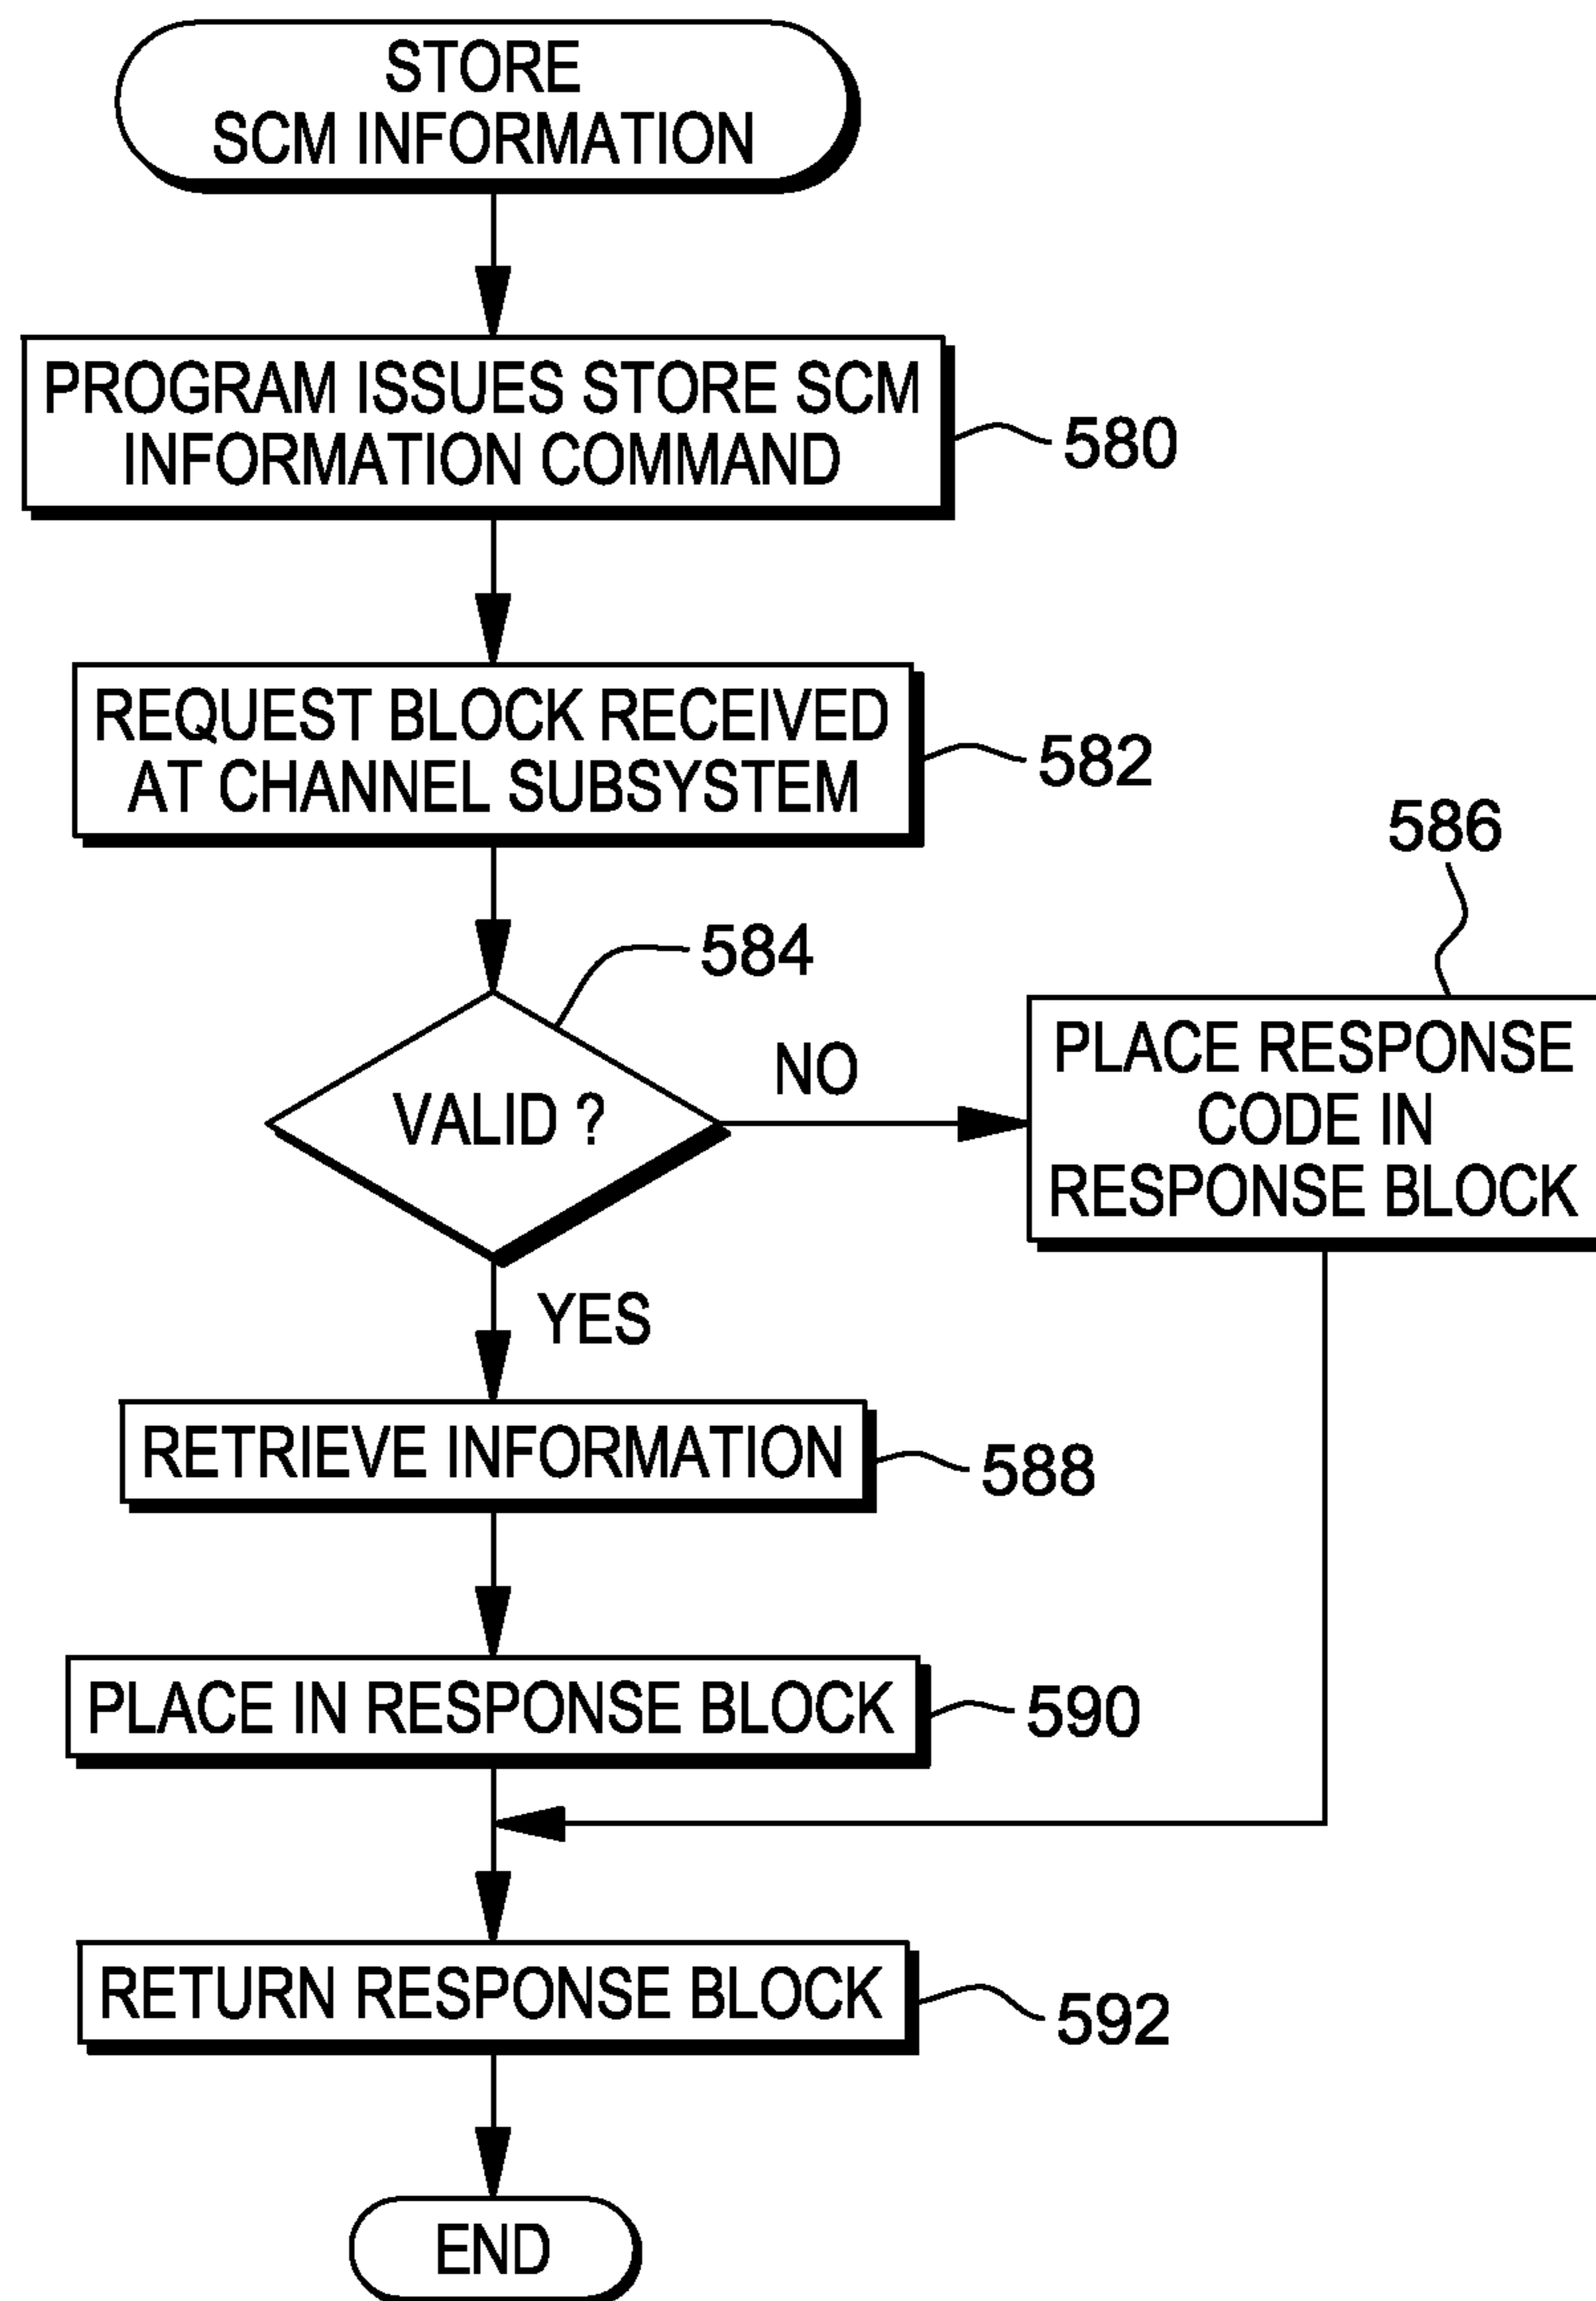 STORE
SCM INFORMATION
PROGRAM ISSUES STORE SCM
INFORMATION COMMAND
580
REQUEST BLOCK RECEIVED
AT CHANNEL SUBSYSTEM
582
584
VALID ?
NO
586
PLACE RESPONSE
CODE IN
RESPONSE BLOCK
YES
RETRIEVE INFORMATION
588
PLACE IN RESPONSE BLOCK
590
RETURN RESPONSE BLOCK
592
END